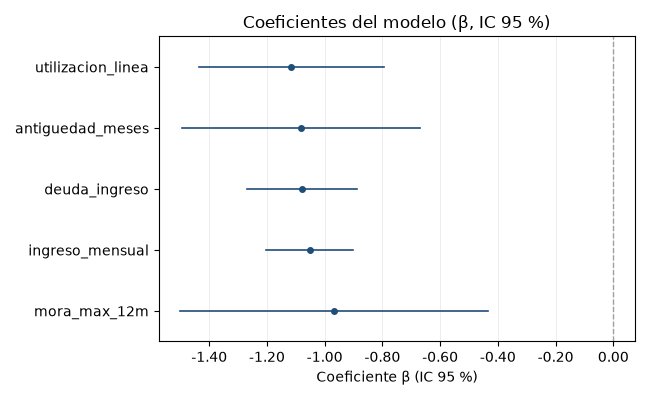 Coeficientes del modelo (β, IC 95 %)
utilizacion_linea
antiguedad_meses
deuda_ingreso
ingreso_mensual
mora_max_12m
-1.40 -1.20 -1.00 -0.80 -0.60 -0.40 -0.20 0.00
Coeficiente β (IC 95 %)